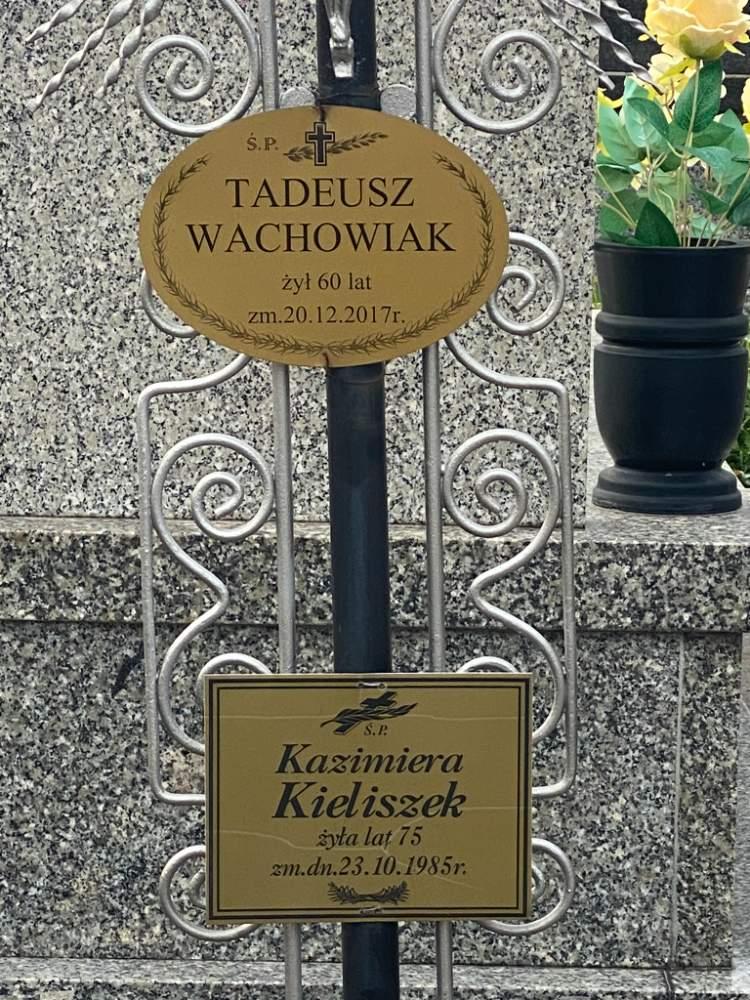 Ś.P.
TADEUSZ
WACHOWIAK
żył 60 lat
zm.20.12.2017r.
Ś.P.
Kazimiera
Kieliszek
żyła lat 75
zm.dn.23.10.1985r.